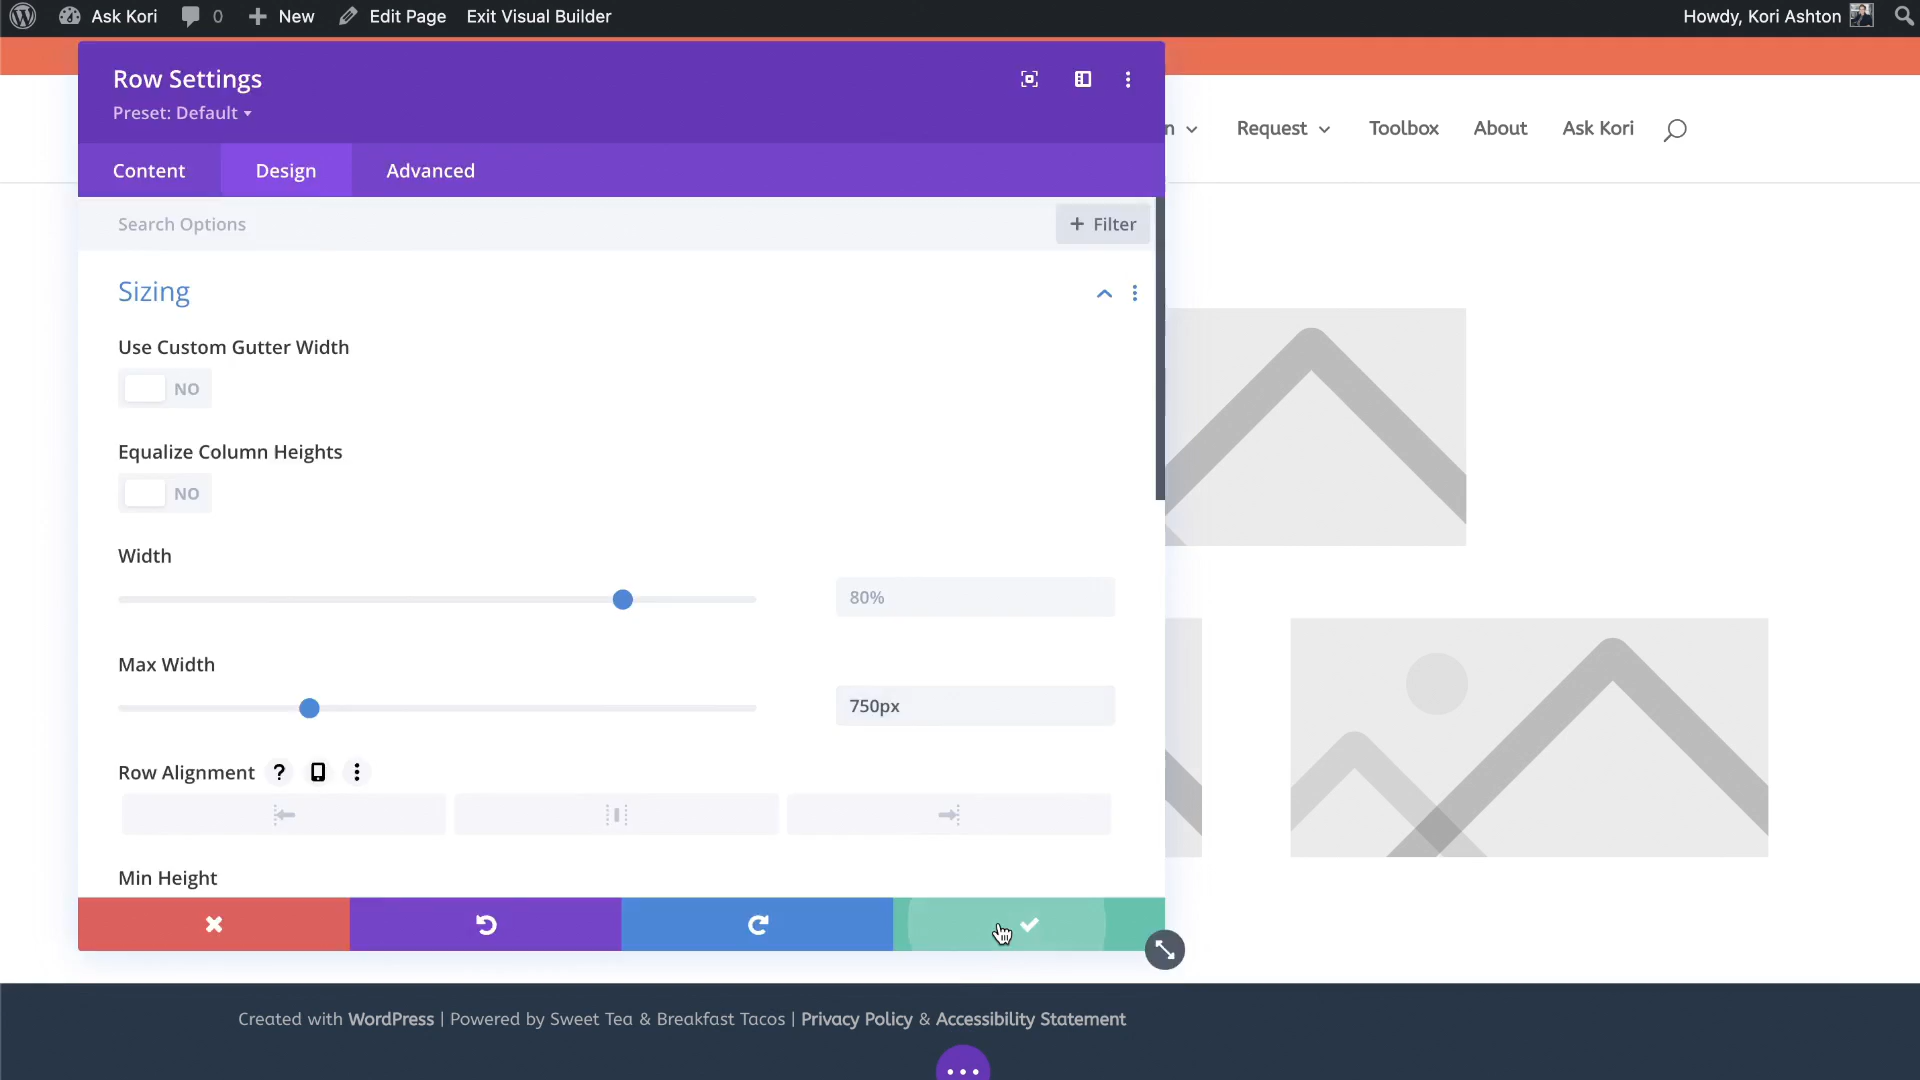 Ask Kori 0 New Edit Page Exit Visual Builder Howdy, Kori Ashton
Row Settings
Preset: Default
n Request Toolbox About Ask Kori
Content Design Advanced
Search Options + Filter
Sizing
Use Custom Gutter Width
NO
Equalize Column Heights
NO
Width
80%
Max Width
750px
Row Alignment ?
Min Height
Created with WordPress | Powered by Sweet Tea & Breakfast Tacos | Privacy Policy & Accessibility Statement